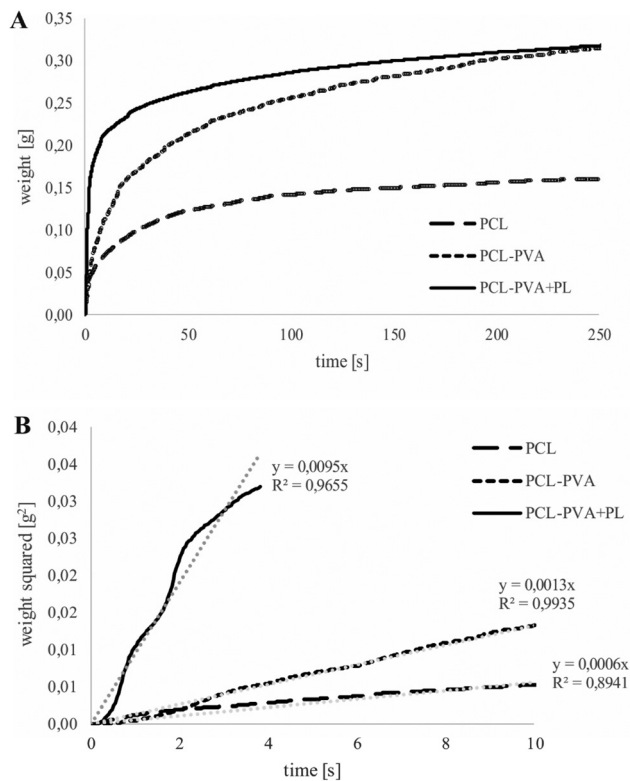 A
0,35
0,30
0,25
0,20
0,15
0,10
0,05
0,00
weight [g]
0
50
100
150
200
250
time [s]
PCL
PCL-PVA
PCL-PVA+PL
B
0,04
0,04
0,03
0,03
0,02
0,02
0,01
0,01
0,00
weight squared [g²]
0
2
4
6
8
10
time [s]
y = 0,0095x
R² = 0,9655
PCL
PCL-PVA
PCL-PVA+PL
y = 0,0013x
R² = 0,9935
y = 0,0006x
R² = 0,8941